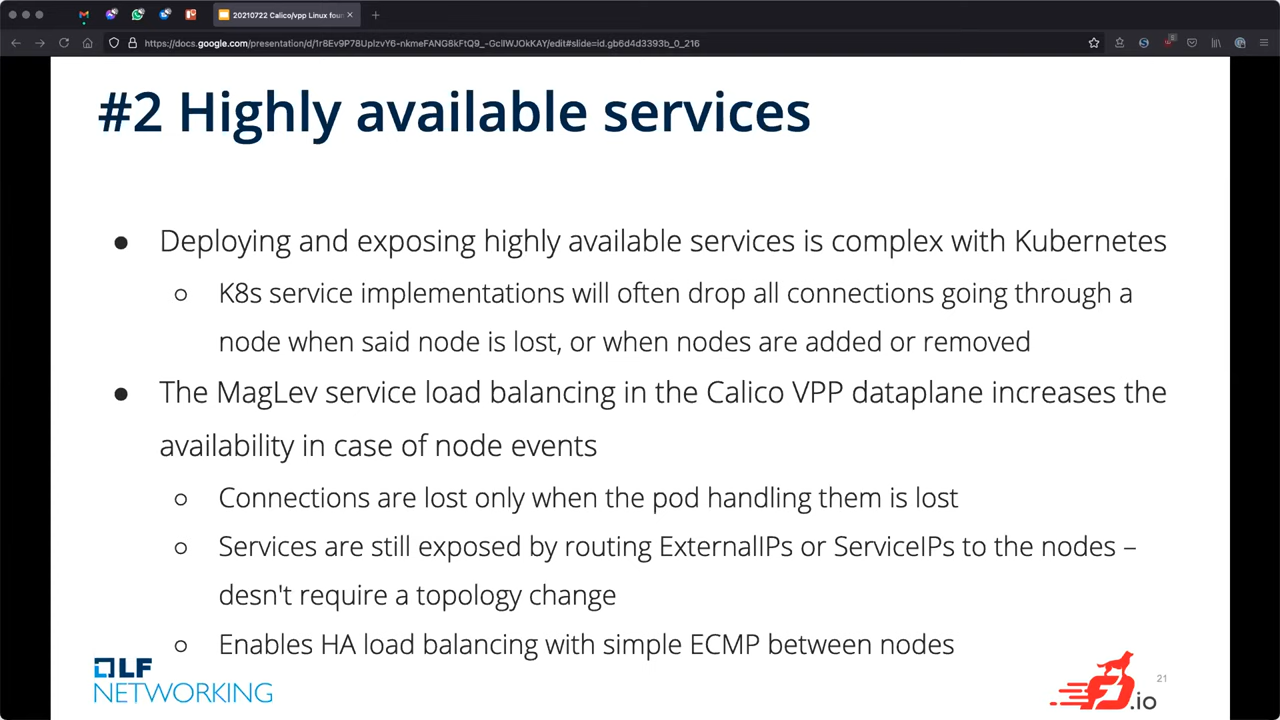 20210722 Calico/vpp Linux fou
https://docs.google.com/presentation/d/1r8Ev9P78UplzvY6-nkmeFANG8kFtQ9_-GcIIWJOkKAY/edit#slide=id.gb6d4d3393b_0_216
#2 Highly available services
● Deploying and exposing highly available services is complex with Kubernetes
○ K8s service implementations will often drop all connections going through a
node when said node is lost, or when nodes are added or removed
● The MagLev service load balancing in the Calico VPP dataplane increases the
availability in case of node events
○ Connections are lost only when the pod handling them is lost
○ Services are still exposed by routing ExternalIPs or ServiceIPs to the nodes –
desn't require a topology change
○ Enables HA load balancing with simple ECMP between nodes
LF
NETWORKING
FD.io
21